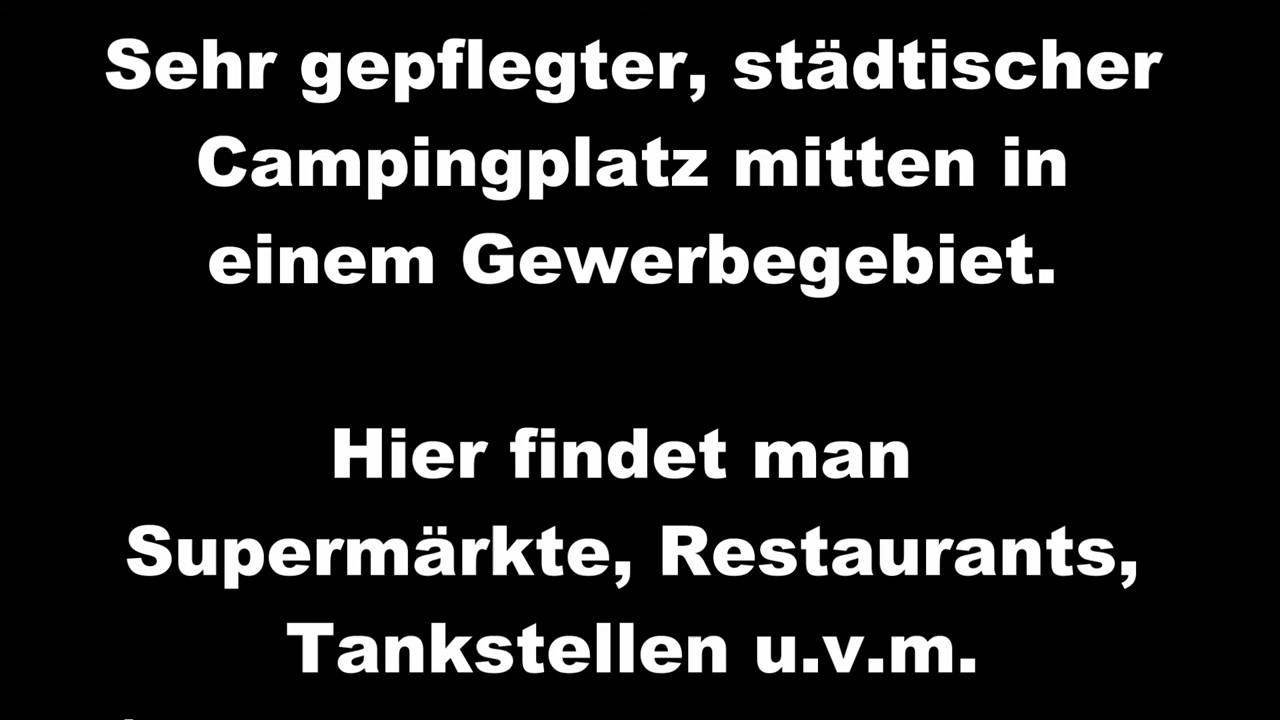 Sehr gepflegter, städtischer
Campingplatz mitten in
einem Gewerbegebiet.
Hier findet man
Supermärkte, Restaurants,
Tankstellen u.v.m.